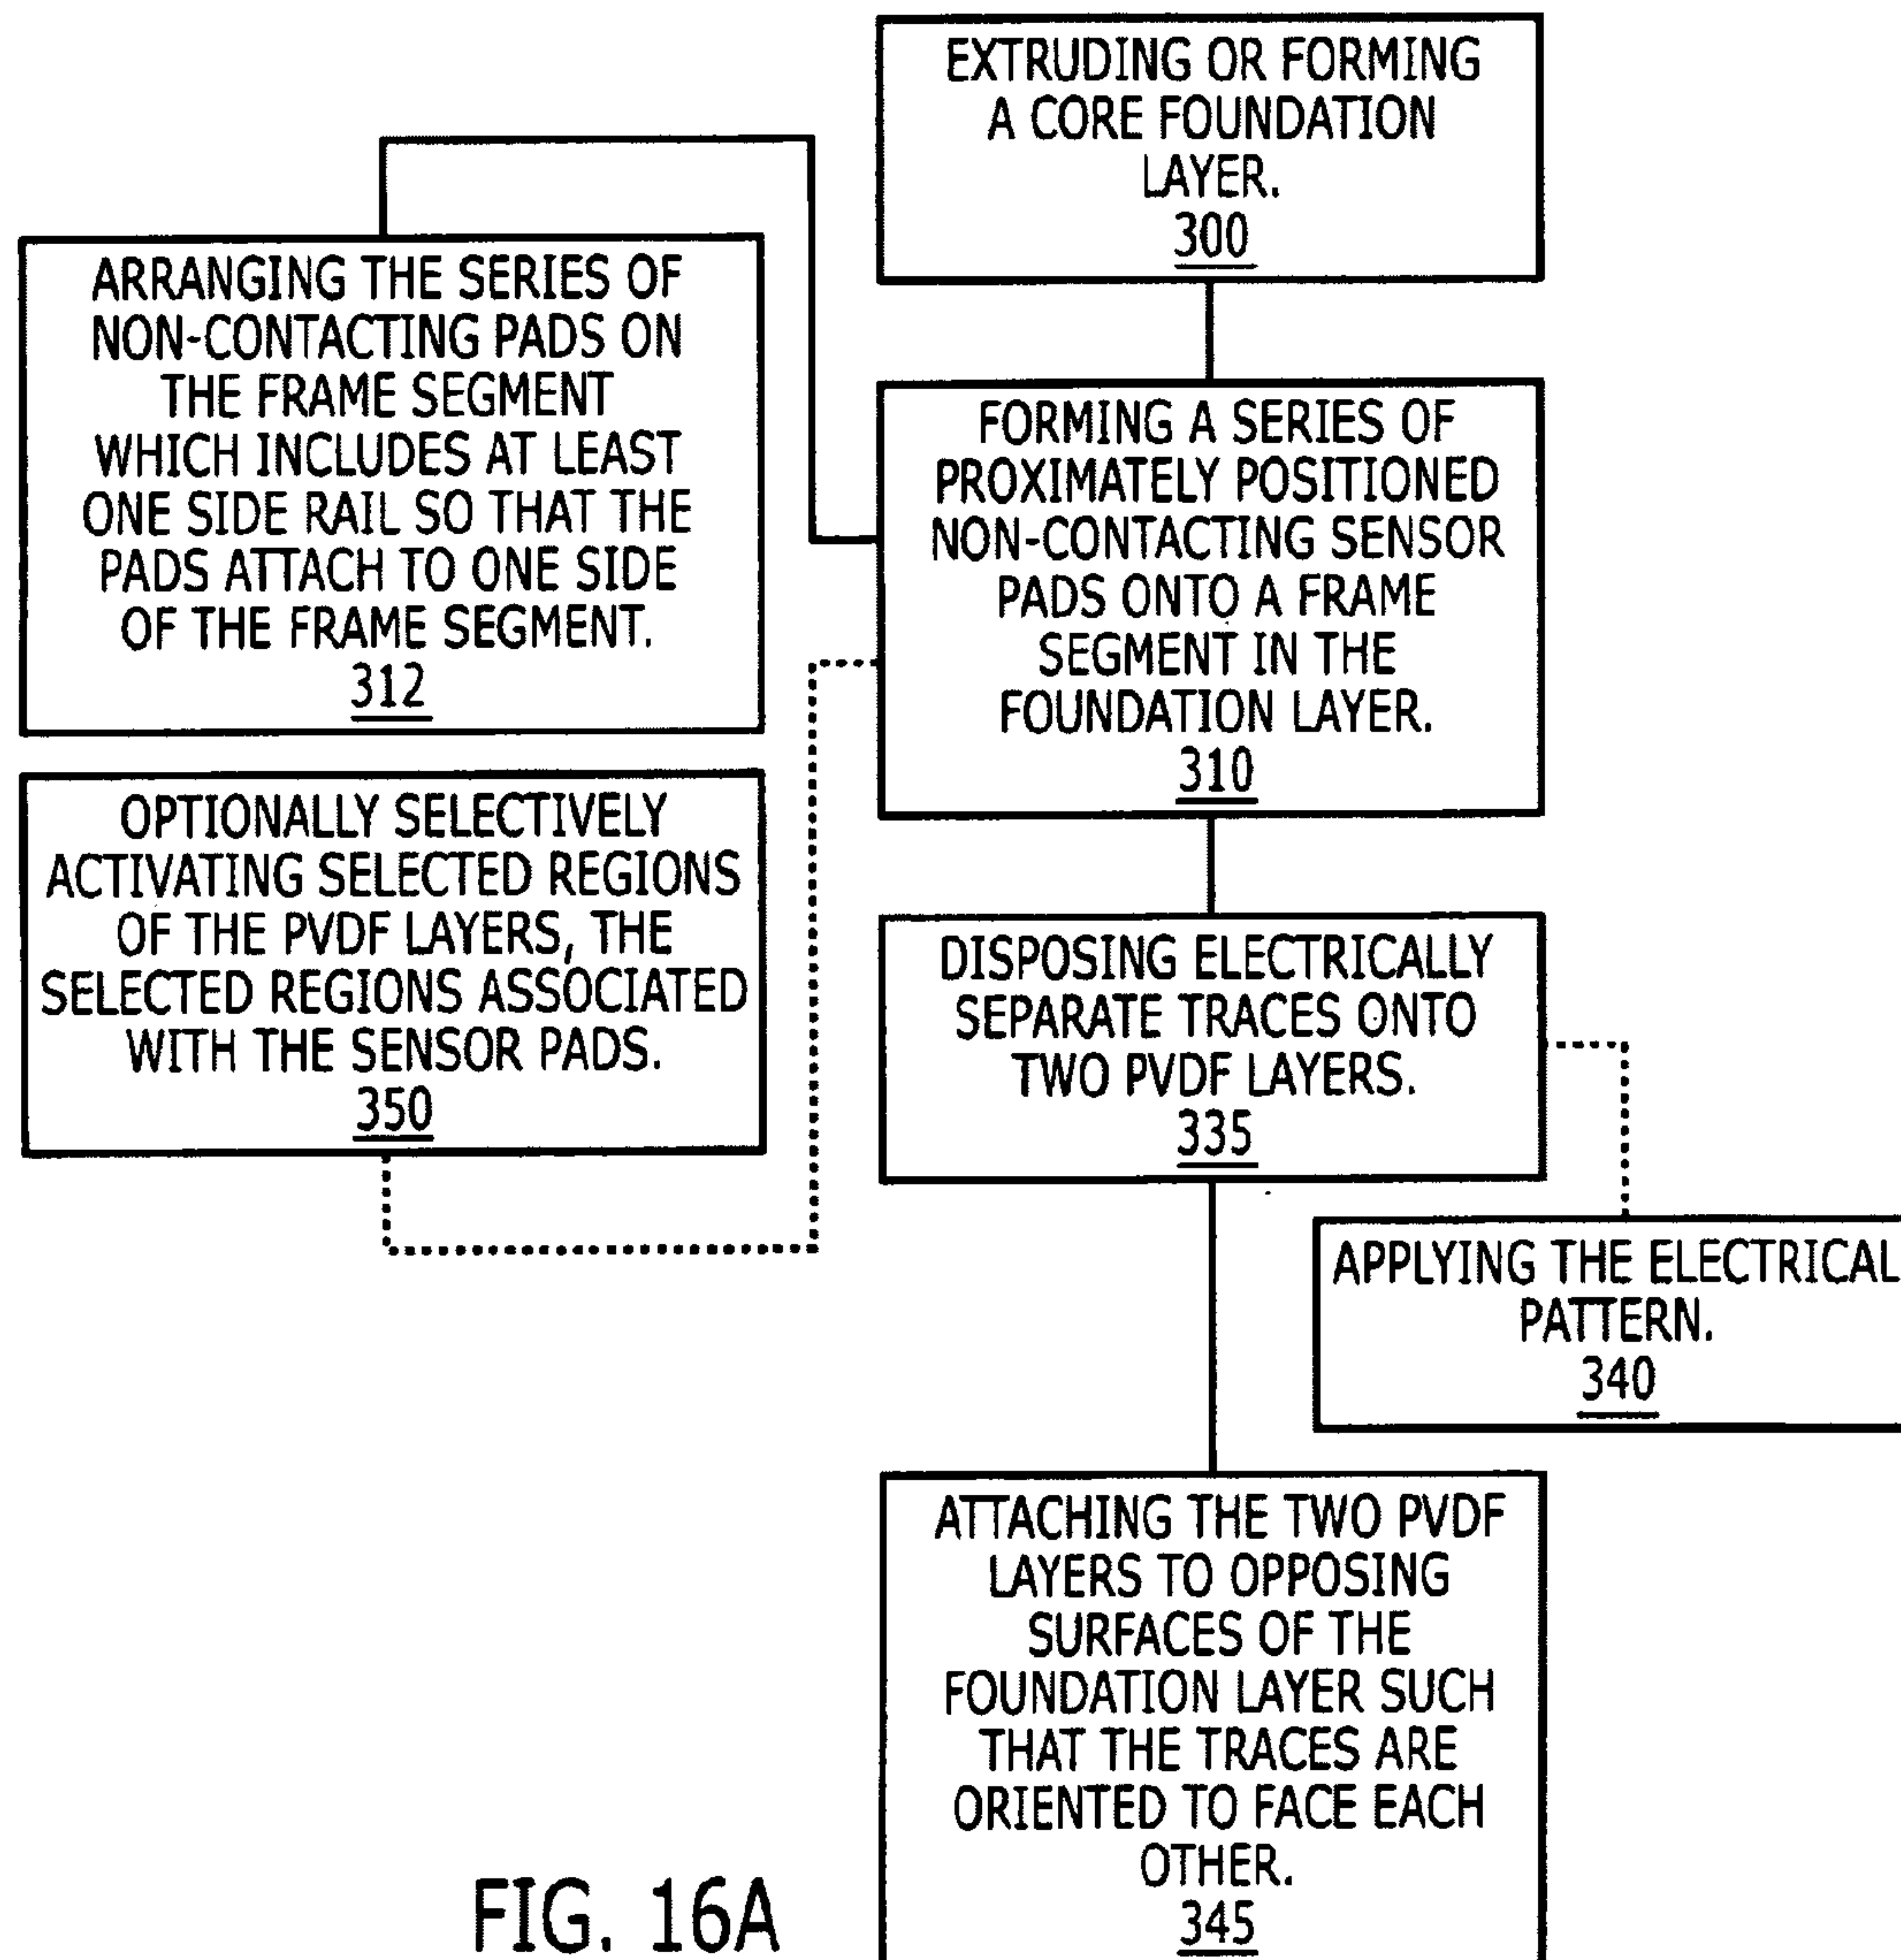 EXTRUDING OR FORMING
A CORE FOUNDATION
LAYER.
300
ARRANGING THE SERIES OF
NON-CONTACTING PADS ON
THE FRAME SEGMENT
WHICH INCLUDES AT LEAST
ONE SIDE RAIL SO THAT THE
PADS ATTACH TO ONE SIDE
OF THE FRAME SEGMENT.
312
FORMING A SERIES OF
PROXIMATELY POSITIONED
NON-CONTACTING SENSOR
PADS ONTO A FRAME
SEGMENT IN THE
FOUNDATION LAYER.
310
OPTIONALLY SELECTIVELY
ACTIVATING SELECTED REGIONS
OF THE PVDF LAYERS, THE
SELECTED REGIONS ASSOCIATED
WITH THE SENSOR PADS.
350
DISPOSING ELECTRICALLY
SEPARATE TRACES ONTO
TWO PVDF LAYERS.
335
APPLYING THE ELECTRICAL
PATTERN.
340
ATTACHING THE TWO PVDF
LAYERS TO OPPOSING
SURFACES OF THE
FOUNDATION LAYER SUCH
THAT THE TRACES ARE
ORIENTED TO FACE EACH
OTHER.
345
FIG. 16A